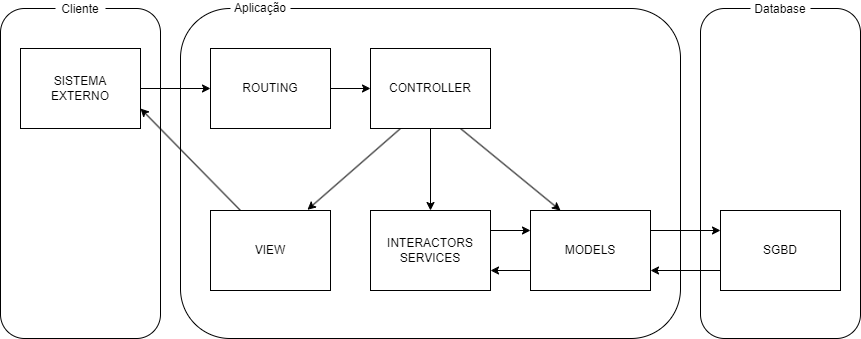 Cliente
Aplicação
Database
SISTEMA
EXTERNO
ROUTING
CONTROLLER
VIEW
INTERACTORS
SERVICES
MODELS
SGBD